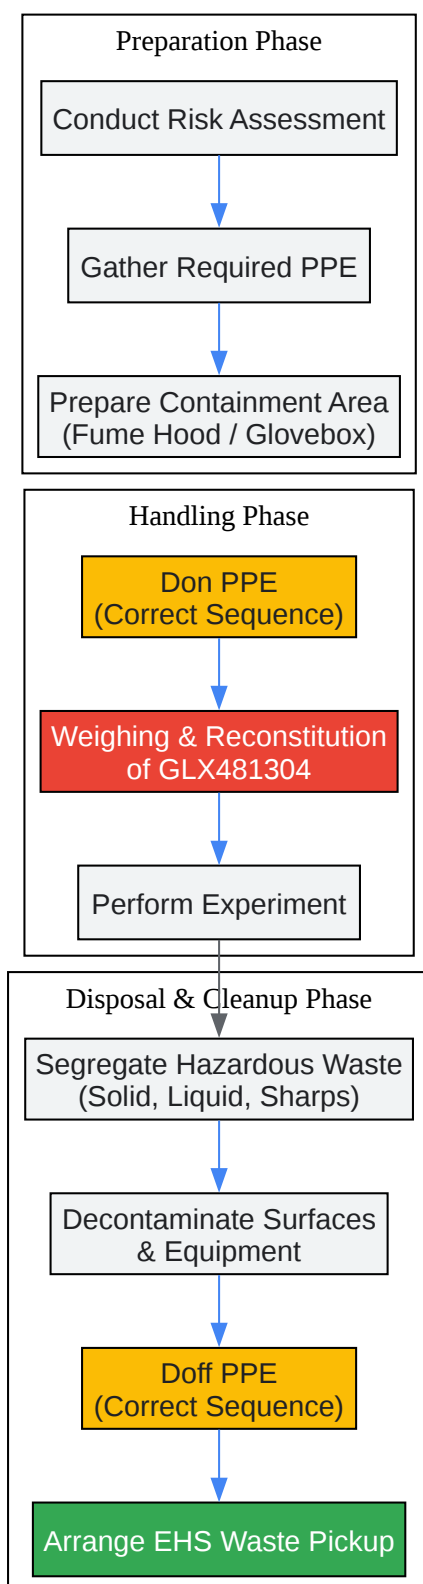 Preparation Phase
Conduct Risk Assessment
Gather Required PPE
Prepare Containment Area
(Fume Hood / Glovebox)
Handling Phase
Don PPE
(Correct Sequence)
Weighing & Reconstitution
of GLX481304
Perform Experiment
Disposal & Cleanup Phase
Segregate Hazardous Waste
(Solid, Liquid, Sharps)
Decontaminate Surfaces
& Equipment
Doff PPE
(Correct Sequence)
Arrange EHS Waste Pickup